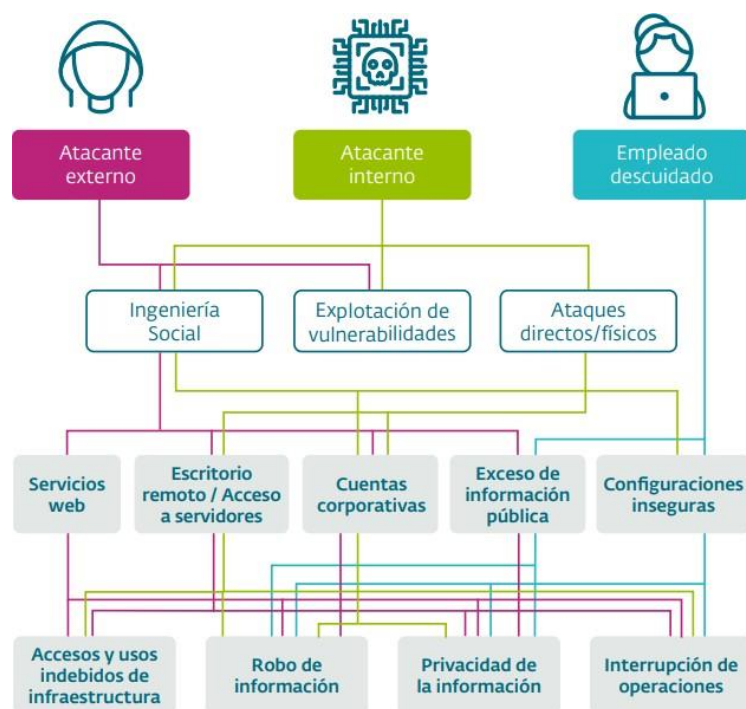 Atacante
externo
Atacante
interno
Empleado
descuidado
Ingeniería
Social
Explotación de
vulnerabilidades
Ataques
directos/físicos
Servicios
web
Escritorio
remoto / Acceso
a servidores
Cuentas
corporativas
Exceso de
información
pública
Configuraciones
inseguras
Accesos y usos
indebidos de
infraestructura
Robo de
información
Privacidad de
la información
Interrupción de
operaciones